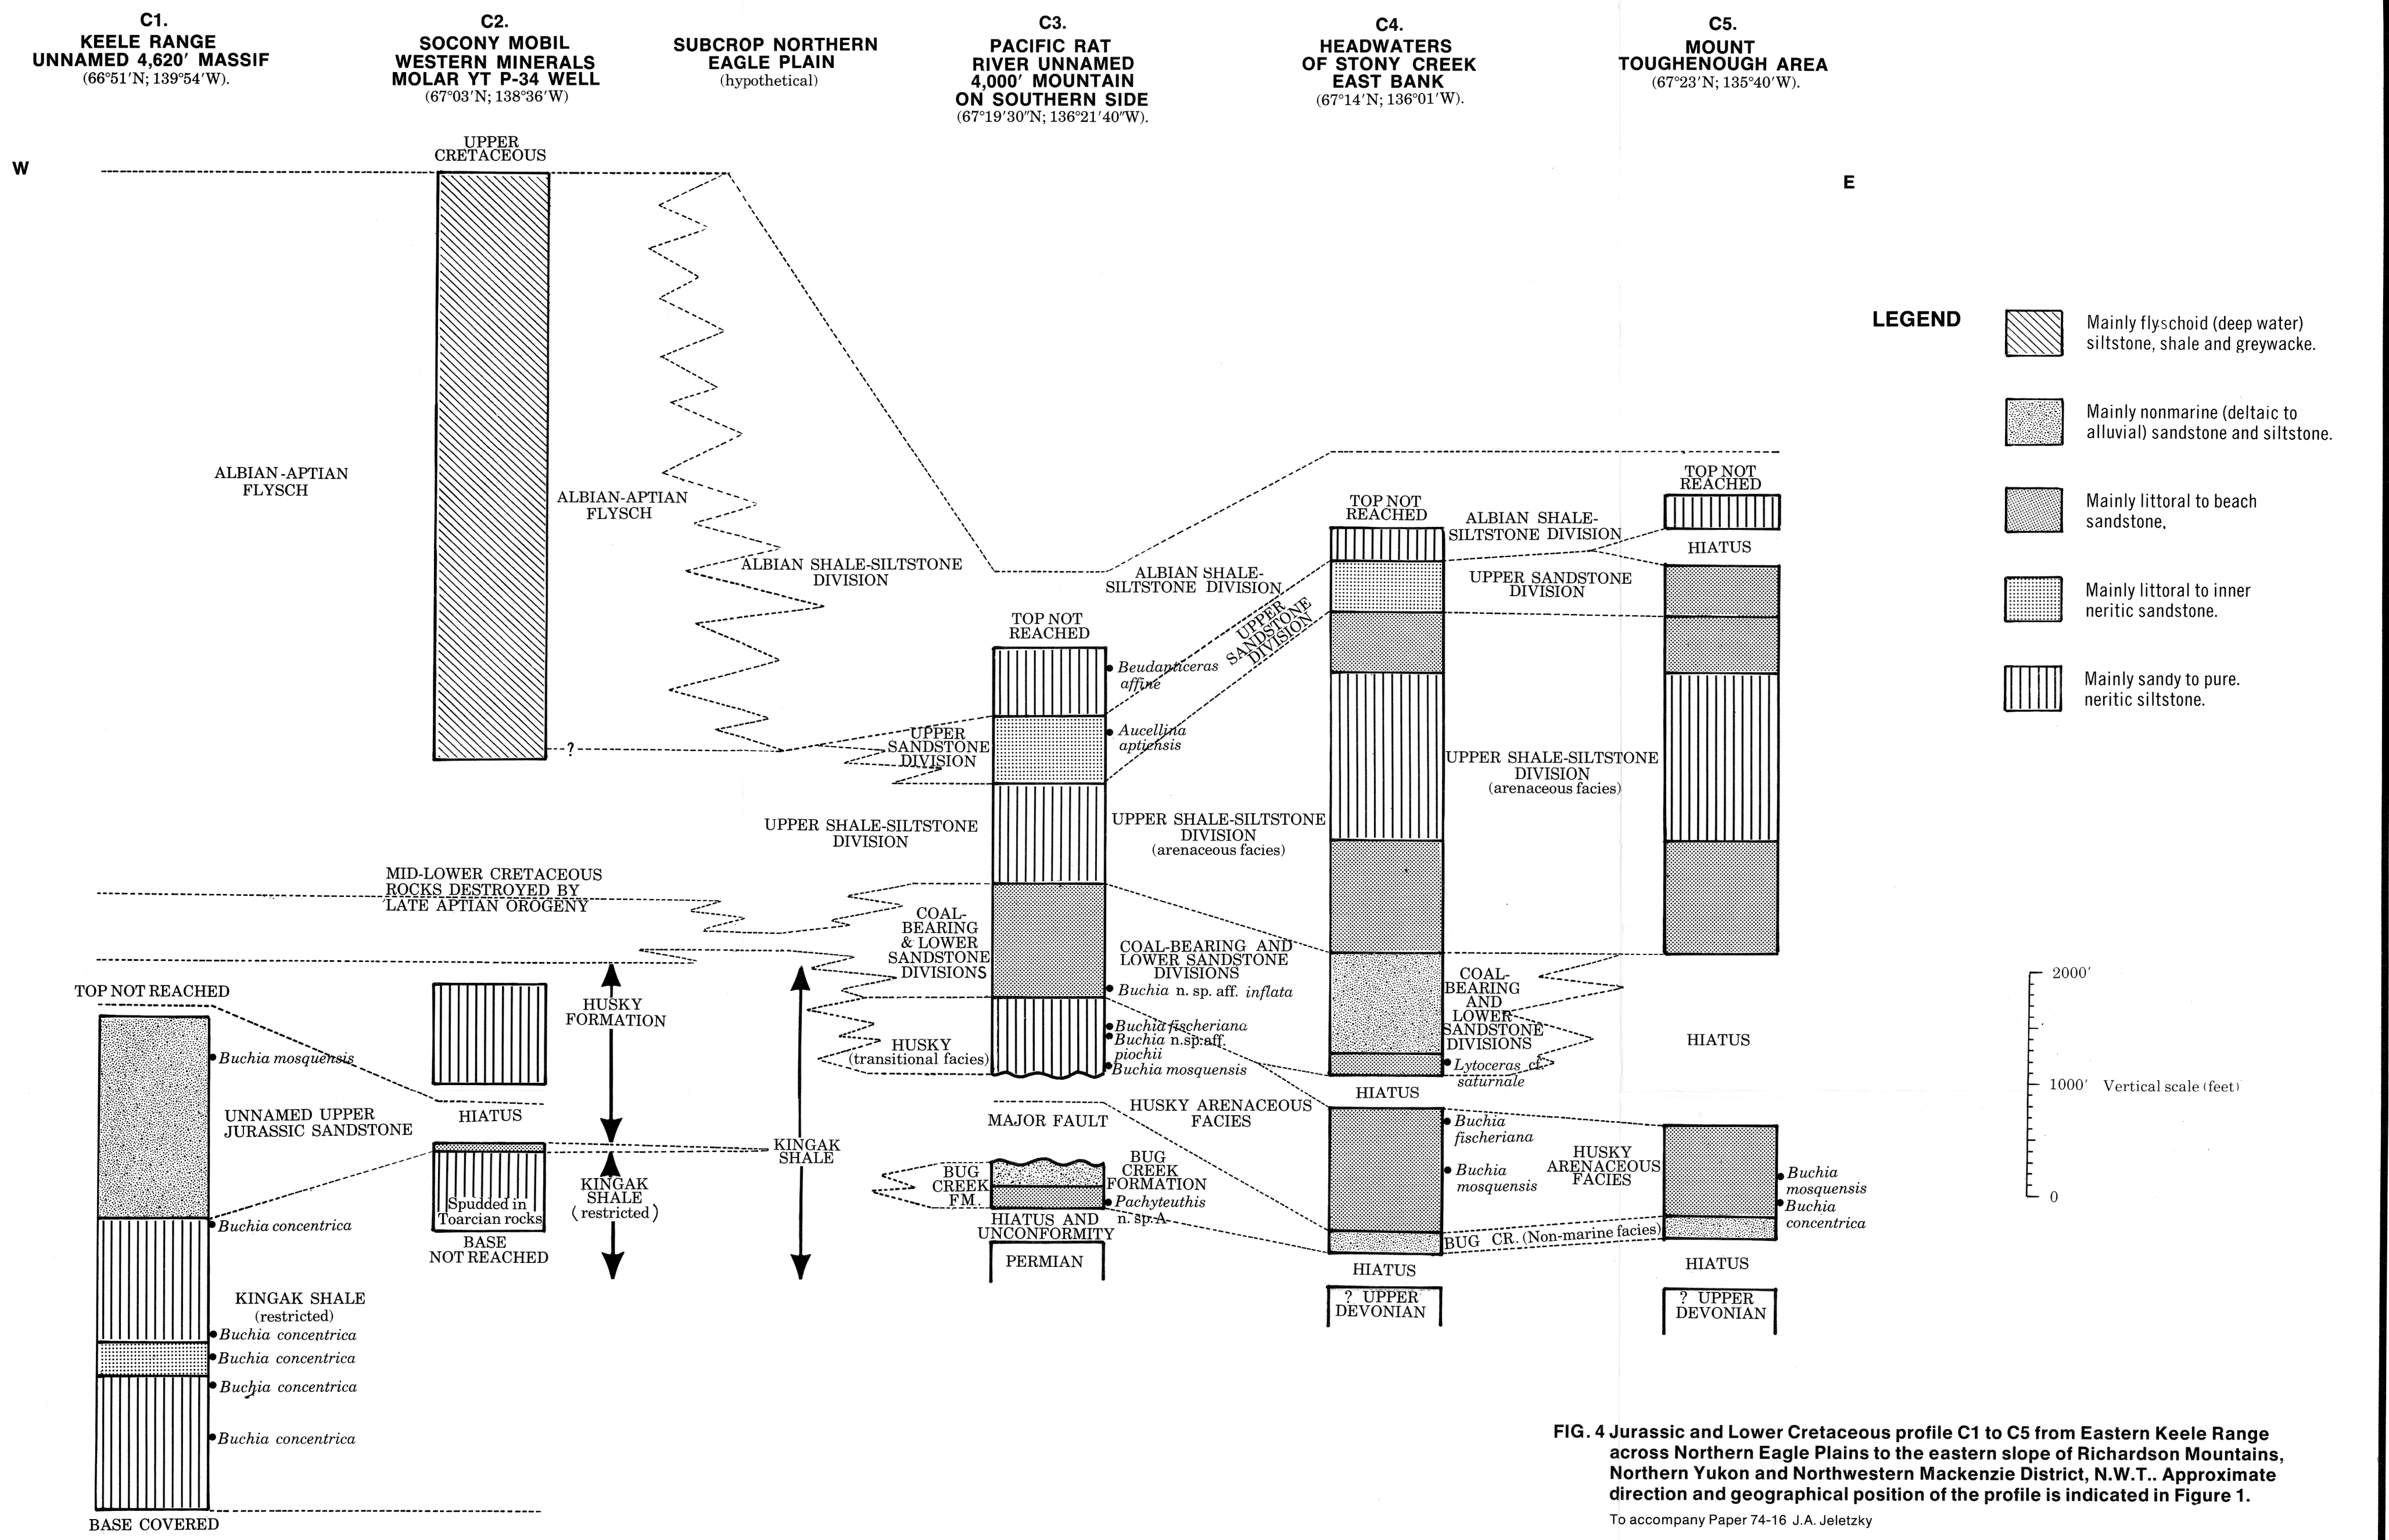 C1.
KEELE RANGE
UNNAMED 4,620′ MASSIF
(66°51′N; 139°54′W).
C2.
SOCONY MOBIL
WESTERN MINERALS
MOLAR YT P-34 WELL
(67°03′N; 138°36′W)
SUBCROP NORTHERN
EAGLE PLAIN
(hypothetical)
C3.
PACIFIC RAT
RIVER UNNAMED
4,000′ MOUNTAIN
ON SOUTHERN SIDE
(67°19′30″N; 136°21′40″W).
C4.
HEADWATERS
OF STONY CREEK
EAST BANK
(67°14′N; 136°01′W).
C5.
MOUNT
TOUGHENOUGH AREA
(67°23′N; 135°40′W).
W
E
UPPER
CRETACEOUS
ALBIAN-APTIAN
FLYSCH
ALBIAN-APTIAN
FLYSCH
ALBIAN SHALE-SILTSTONE
DIVISION
?
UPPER
SANDSTONE
DIVISION
UPPER SHALE-SILTSTONE
DIVISION
MID-LOWER CRETACEOUS
ROCKS DESTROYED BY
LATE APTIAN OROGENY
COAL-
BEARING
& LOWER
SANDSTONE
DIVISIONS
TOP NOT REACHED
Buchia mosquensis
UNNAMED UPPER
JURASSIC SANDSTONE
Buchia concentrica
KINGAK SHALE
(restricted)
Buchia concentrica
Buchia concentrica
Buchia concentrica
Buchia concentrica
BASE COVERED
HUSKY
FORMATION
HIATUS
Spudded in
Toarcian rocks
BASE
NOT REACHED
KINGAK
SHALE
(restricted)
KINGAK
SHALE
HUSKY
(transitional facies)
BUG
CREEK
FM.
TOP NOT
REACHED
Beudanticeras
affine
Aucellina
aptiensis
ALBIAN SHALE-
SILTSTONE DIVISION
UPPER
SANDSTONE
DIVISION
UPPER SHALE-SILTSTONE
DIVISION
(arenaceous facies)
COAL-BEARING AND
LOWER SANDSTONE
DIVISIONS
Buchia n. sp. aff. inflata
Buchia fischeriana
Buchia n.sp.aff.
piochii
Buchia mosquensis
MAJOR FAULT
HUSKY ARENACEOUS
FACIES
BUG
CREEK
FORMATION
Pachyteuthis
n. sp. A
HIATUS AND
UNCONFORMITY
PERMIAN
TOP NOT
REACHED
ALBIAN SHALE-
SILTSTONE DIVISION
UPPER SANDSTONE
DIVISION
UPPER SHALE-SILTSTONE
DIVISION
(arenaceous facies)
COAL-
BEARING
AND
LOWER
SANDSTONE
DIVISIONS
Lytoceras cf.
saturnale
HIATUS
Buchia
fischeriana
Buchia
mosquensis
HUSKY
ARENACEOUS
FACIES
BUG CR. (Non-marine facies)
HIATUS
? UPPER
DEVONIAN
TOP NOT
REACHED
HIATUS
HIATUS
Buchia
mosquensis
Buchia
concentrica
HIATUS
? UPPER
DEVONIAN
LEGEND
Mainly flyschoid (deep water)
siltstone, shale and greywacke.
Mainly nonmarine (deltaic to
alluvial) sandstone and siltstone.
Mainly littoral to beach
sandstone.
Mainly littoral to inner
neritic sandstone.
Mainly sandy to pure.
neritic siltstone.
2000′
1000′ Vertical scale (feet)
0
FIG. 4 Jurassic and Lower Cretaceous profile C1 to C5 from Eastern Keele Range
across Northern Eagle Plains to the eastern slope of Richardson Mountains,
Northern Yukon and Northwestern Mackenzie District, N.W.T.. Approximate
direction and geographical position of the profile is indicated in Figure 1.
To accompany Paper 74-16 J.A. Jeletzky